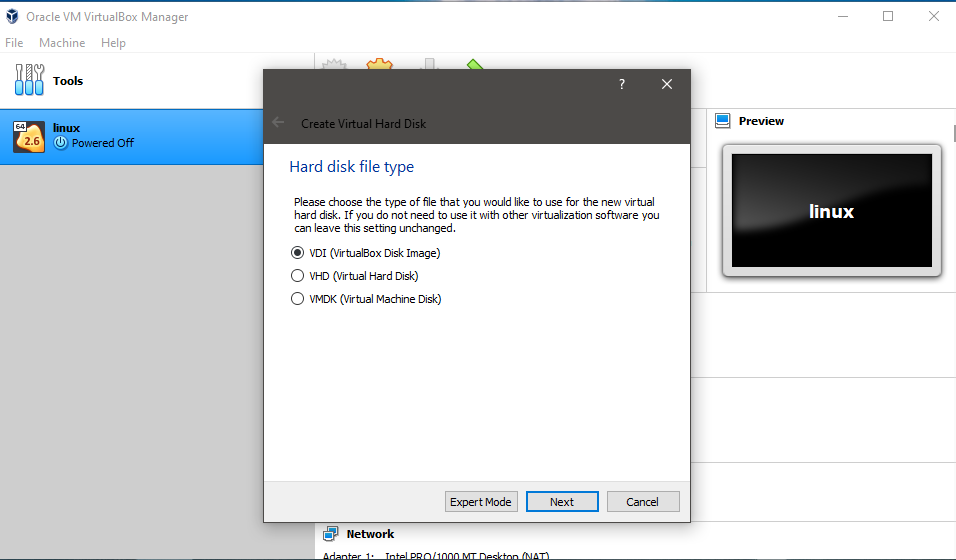 Oracle VM VirtualBox Manager
File Machine Help
Tools
64
2.6
linux
Powered Off
?
Create Virtual Hard Disk
Hard disk file type
Please choose the type of file that you would like to use for the new virtual
hard disk. If you do not need to use it with other virtualization software you
can leave this setting unchanged.
VDI (VirtualBox Disk Image)
VHD (Virtual Hard Disk)
VMDK (Virtual Machine Disk)
Expert Mode Next Cancel
Preview
linux
Network
Adapter 1: Intel PRO/1000 MT Desktop (NAT)